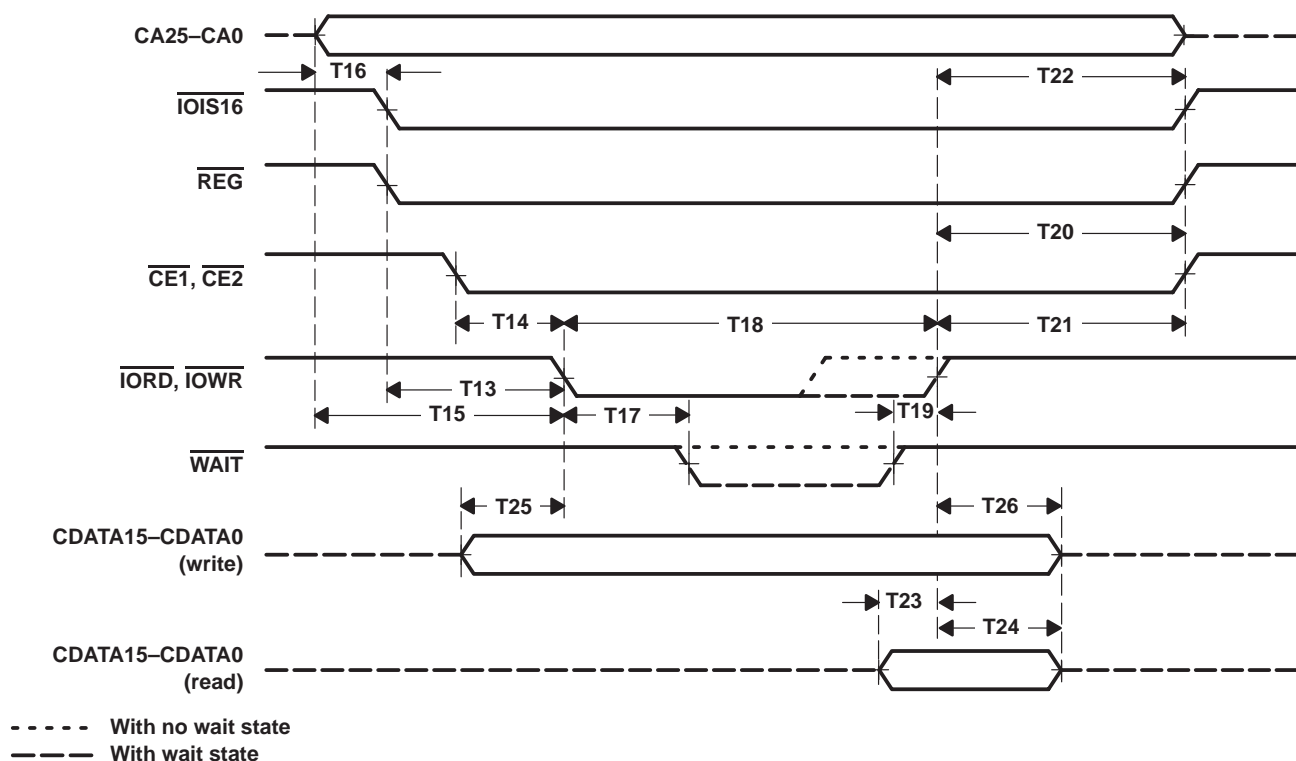 CA25–CA0
T16
T22
IOIS16
REG
T20
CE1, CE2
T14
T18
T21
IORD, IOWR
T13
T15
T17
T19
WAIT
T25
T26
CDATA15–CDATA0
(write)
T23
T24
CDATA15–CDATA0
(read)
With no wait state
With wait state